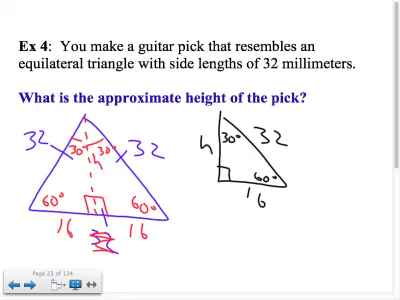 Ex 4: You make a guitar pick that resembles an
equilateral triangle with side lengths of 32 millimeters.
What is the approximate height of the pick?
32 30° 30° 32
h
60° 60°
16 16
30° 32
h
60°
16
Page 23 of 124